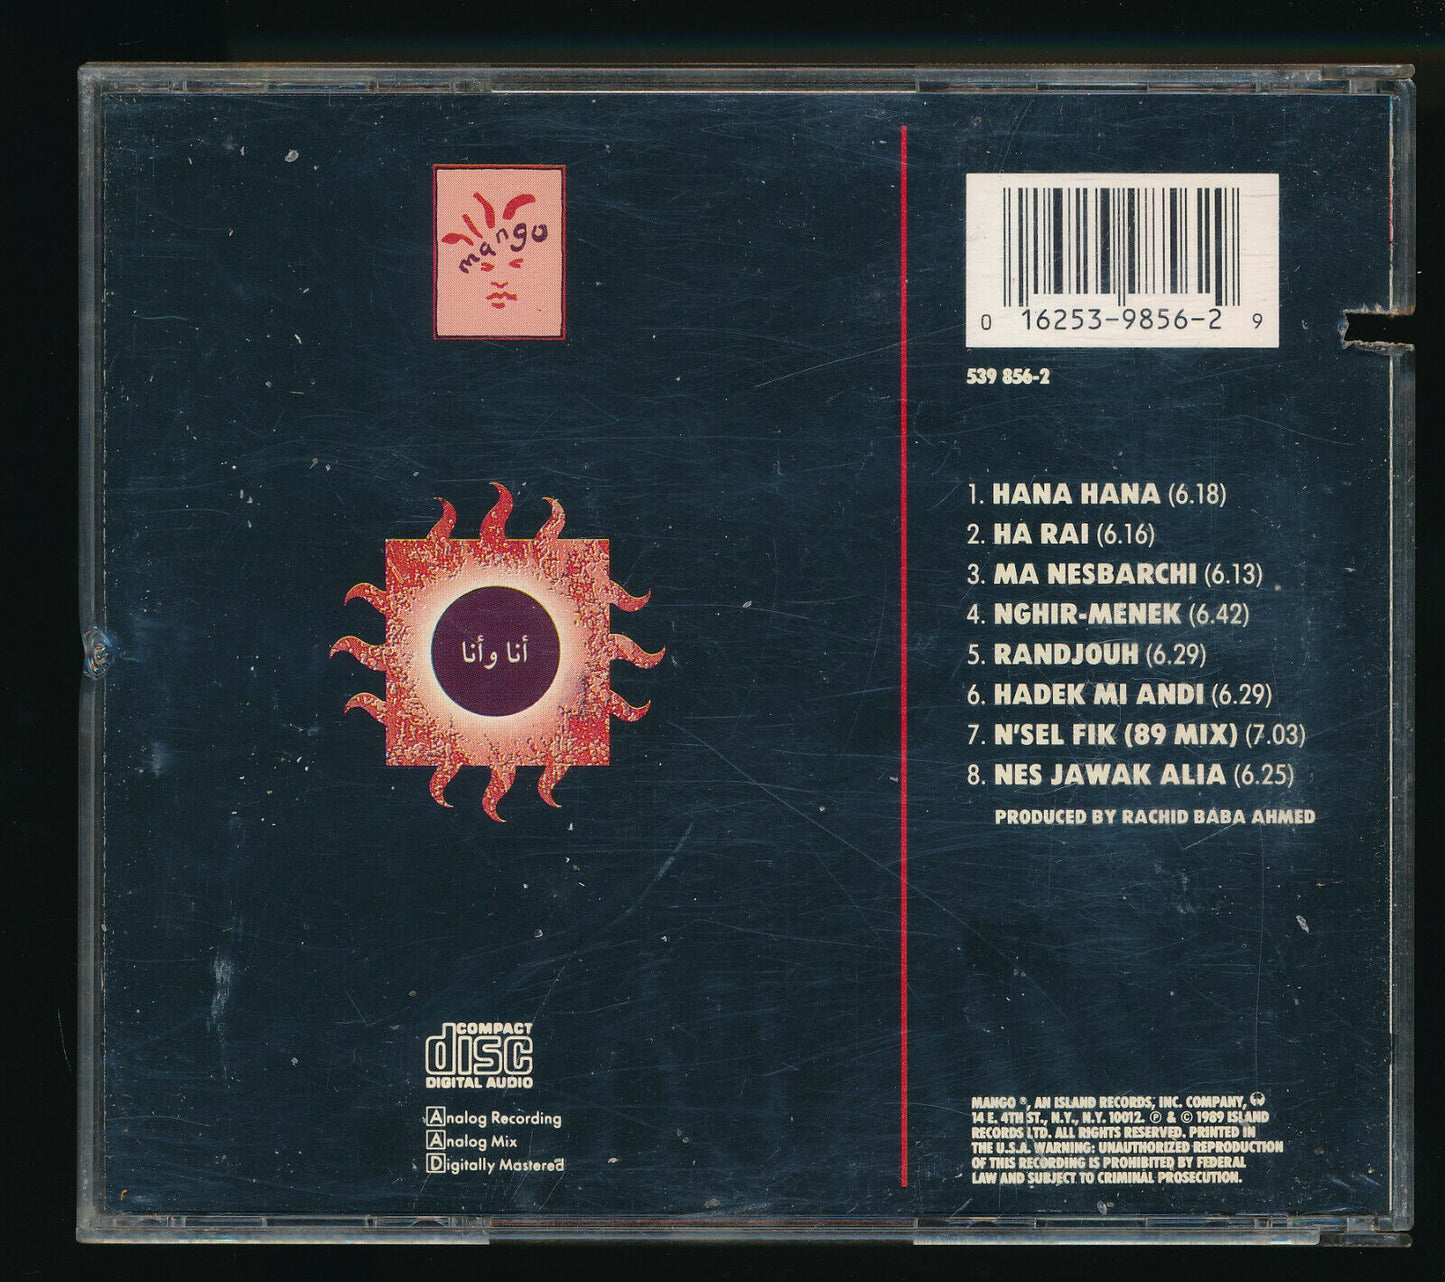 mango
أنا وأنا
COMPACT
disc
DIGITAL AUDIO
Analog Recording
Analog Mix
Digitally Mastered
0 16253-9856-2 9
539 856-2
1. HANA HANA (6.18)
2. HA RAI (6.16)
3. MA NESBARCHI (6.13)
4. NGHIR-MENEK (6.42)
5. RANDJOUH (6.29)
6. HADEK MI ANDI (6.29)
7. N'SEL FIK (89 MIX) (7.03)
8. NES JAWAK ALIA (6.25)
PRODUCED BY RACHID BABA AHMED
MANGO ®, AN ISLAND RECORDS, INC. COMPANY,
14 E. 4TH ST., N.Y., N.Y. 10012. ℗ & © 1989 ISLAND
RECORDS LTD. ALL RIGHTS RESERVED. PRINTED IN
THE U.S.A. WARNING: UNAUTHORIZED REPRODUCTION
OF THIS RECORDING IS PROHIBITED BY FEDERAL
LAW AND SUBJECT TO CRIMINAL PROSECUTION.